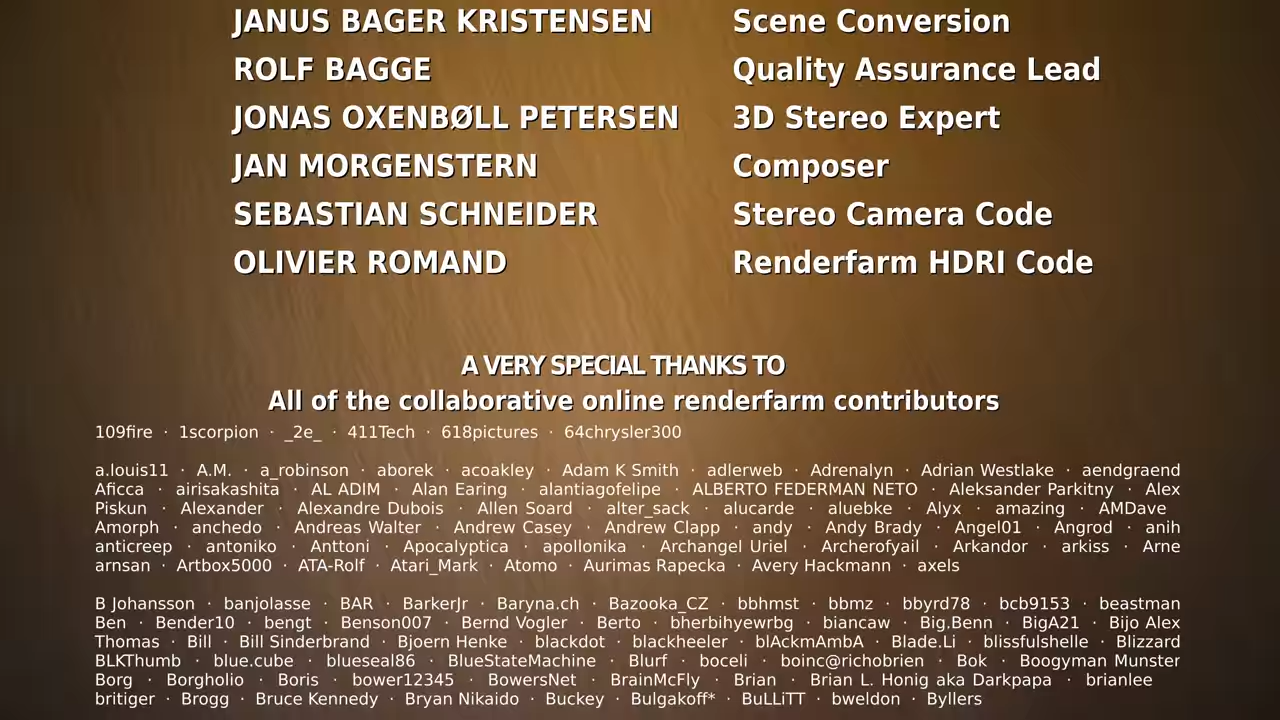 JANUS BAGER KRISTENSEN Scene Conversion
ROLF BAGGE Quality Assurance Lead
JONAS OXENBØLL PETERSEN 3D Stereo Expert
JAN MORGENSTERN Composer
SEBASTIAN SCHNEIDER Stereo Camera Code
OLIVIER ROMAND Renderfarm HDRI Code
A VERY SPECIAL THANKS TO
All of the collaborative online renderfarm contributors
109fire · 1scorpion · _2e_ · 411Tech · 618pictures · 64chrysler300
a.louis11 · A.M. · a_robinson · aborek · acoakley · Adam K Smith · adlerweb · Adrenalyn · Adrian Westlake · aendgraend
Aficca · airisakashita · AL ADIM · Alan Earing · alantiagofelipe · ALBERTO FEDERMAN NETO · Aleksander Parkitny · Alex
Piskun · Alexander · Alexandre Dubois · Allen Soard · alter_sack · alucarde · aluebke · Alyx · amazing · AMDave
Amorph · anchedo · Andreas Walter · Andrew Casey · Andrew Clapp · andy · Andy Brady · Angel01 · Angrod · anih
anticreep · antoniko · Anttoni · Apocalyptica · apollonika · Archangel Uriel · Archerofyail · Arkandor · arkiss · Arne
arnsan · Artbox5000 · ATA-Rolf · Atari_Mark · Atomo · Aurimas Rapecka · Avery Hackmann · axels
B Johansson · banjolasse · BAR · BarkerJr · Baryna.ch · Bazooka_CZ · bbhmst · bbmz · bbyrd78 · bcb9153 · beastman
Ben · Bender10 · bengt · Benson007 · Bernd Vogler · Berto · bherbihyewrbg · biancaw · Big.Benn · BigA21 · Bijo Alex
Thomas · Bill · Bill Sinderbrand · Bjoern Henke · blackdot · blackheeler · blAckmAmbA · Blade.Li · blissfulshelle · Blizzard
BLKThumb · blue.cube · blueseal86 · BlueStateMachine · Blurf · boceli · boinc@richobrien · Bok · Boogyman Munster
Borg · Borgholio · Boris · bower12345 · BowersNet · BrainMcFly · Brian · Brian L. Honig aka Darkpapa · brianlee
britiger · Brogg · Bruce Kennedy · Bryan Nikaido · Buckey · Bulgakoff* · BuLLiTT · bweldon · Byllers